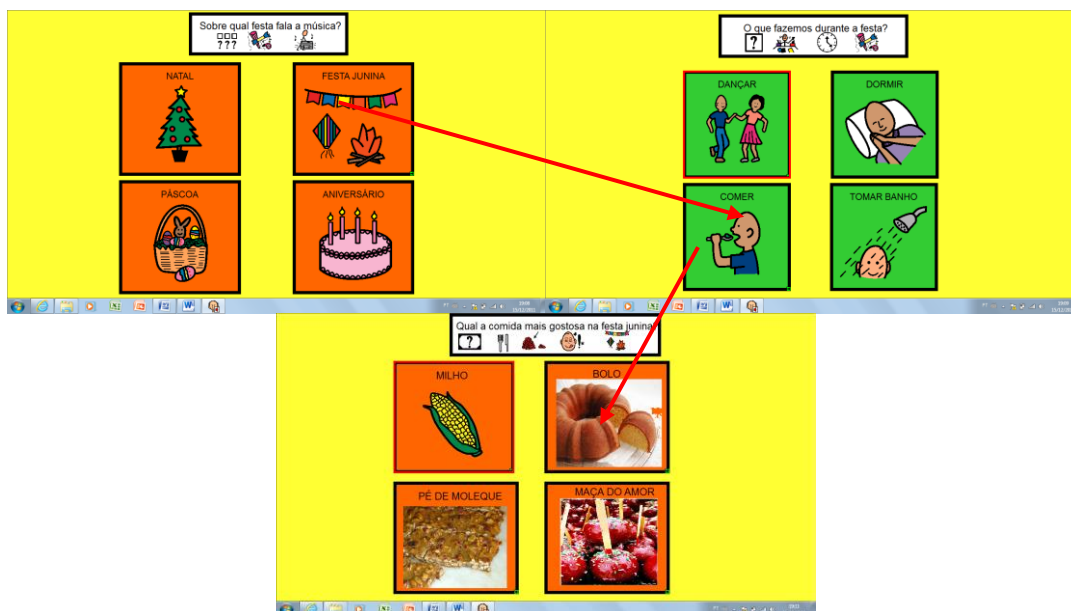 Sobre qual festa fala a música?
???
NATAL
FESTA JUNINA
PÁSCOA
ANIVERSÁRIO
O que fazemos durante a festa?
?
DANÇAR
DORMIR
COMER
TOMAR BANHO
Qual a comida mais gostosa na festa junina
?
MILHO
BOLO
PÉ DE MOLEQUE
MAÇA DO AMOR